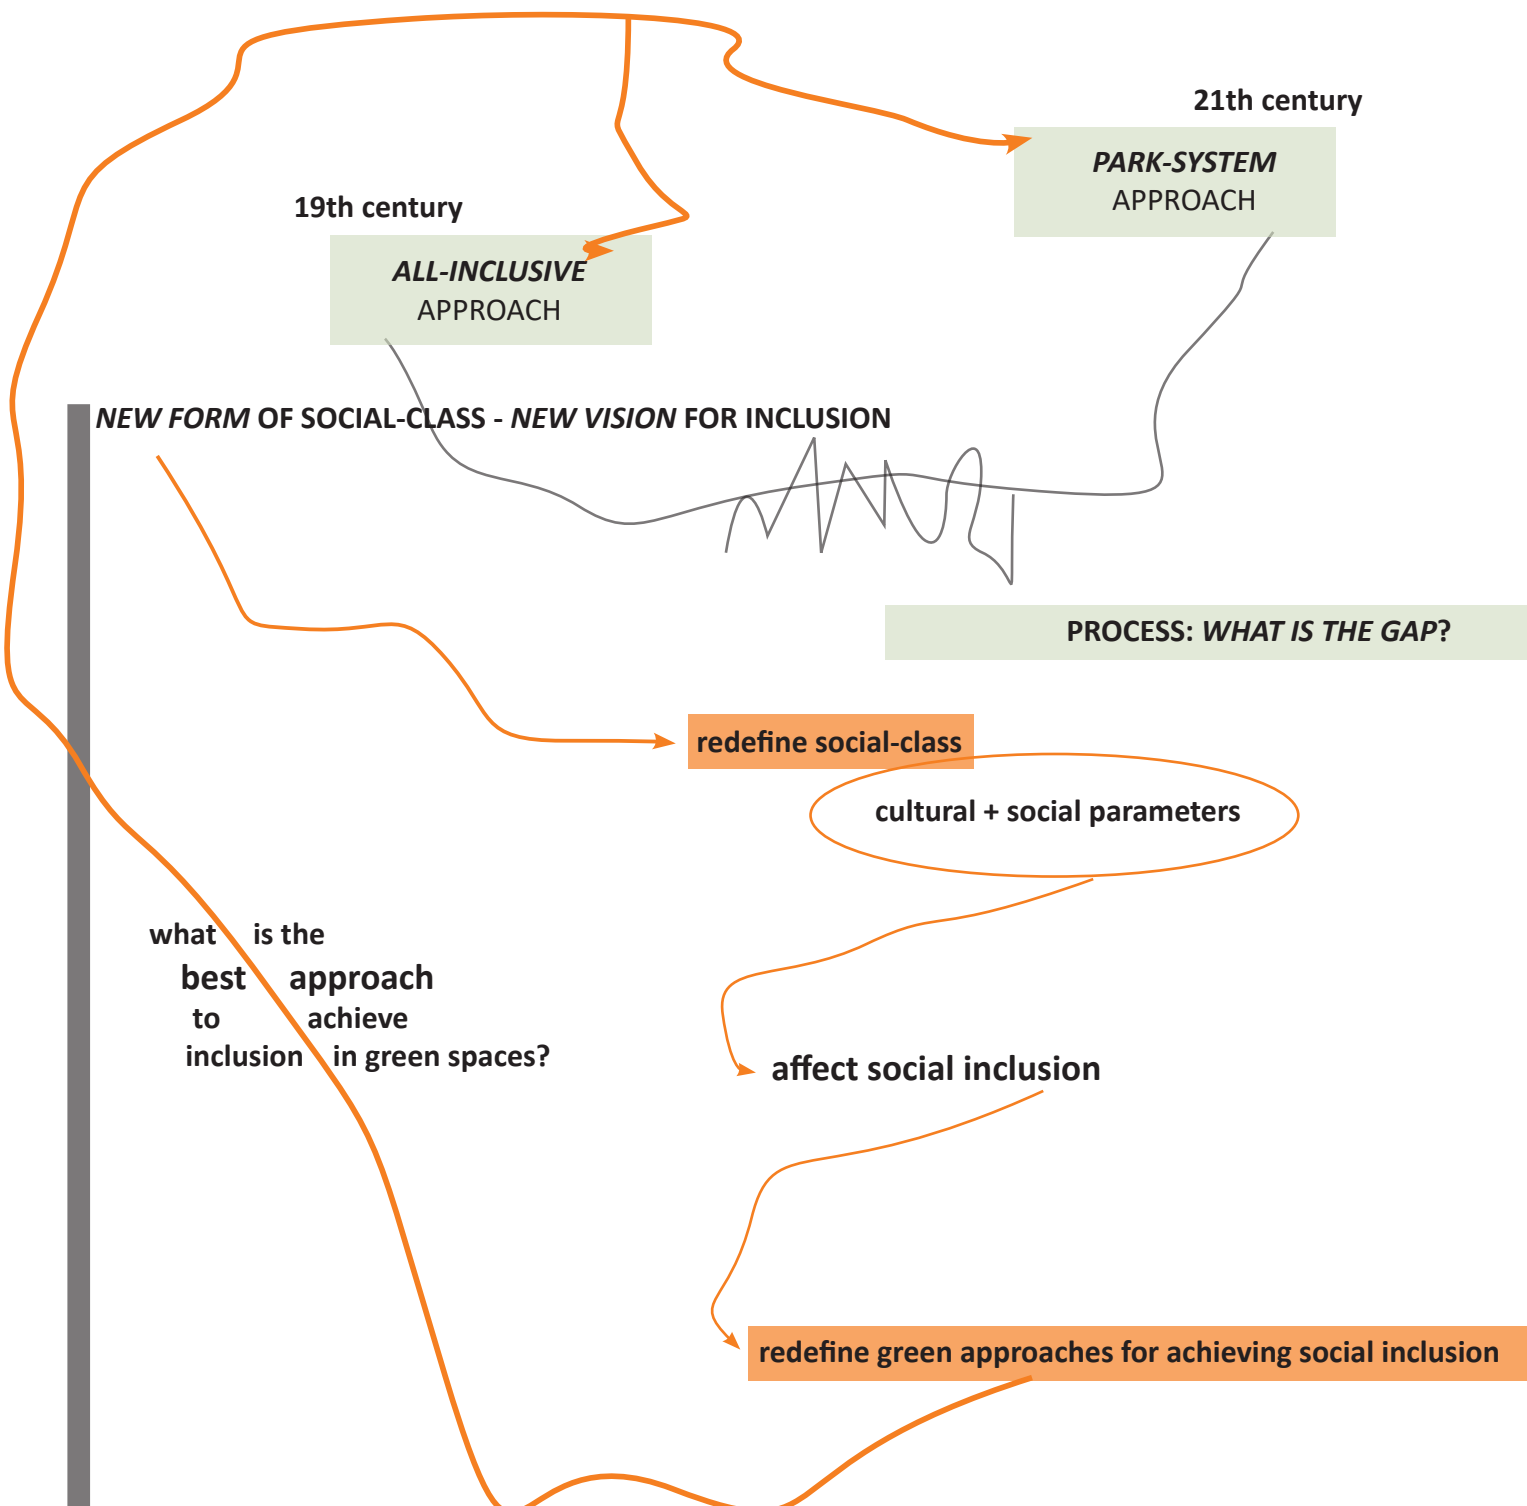 21th century
PARK-SYSTEM
APPROACH
19th century
ALL-INCLUSIVE
APPROACH
NEW FORM OF SOCIAL-CLASS - NEW VISION FOR INCLUSION
PROCESS: WHAT IS THE GAP?
redefine social-class
cultural + social parameters
what is the
best approach
to achieve
inclusion in green spaces?
affect social inclusion
redefine green approaches for achieving social inclusion